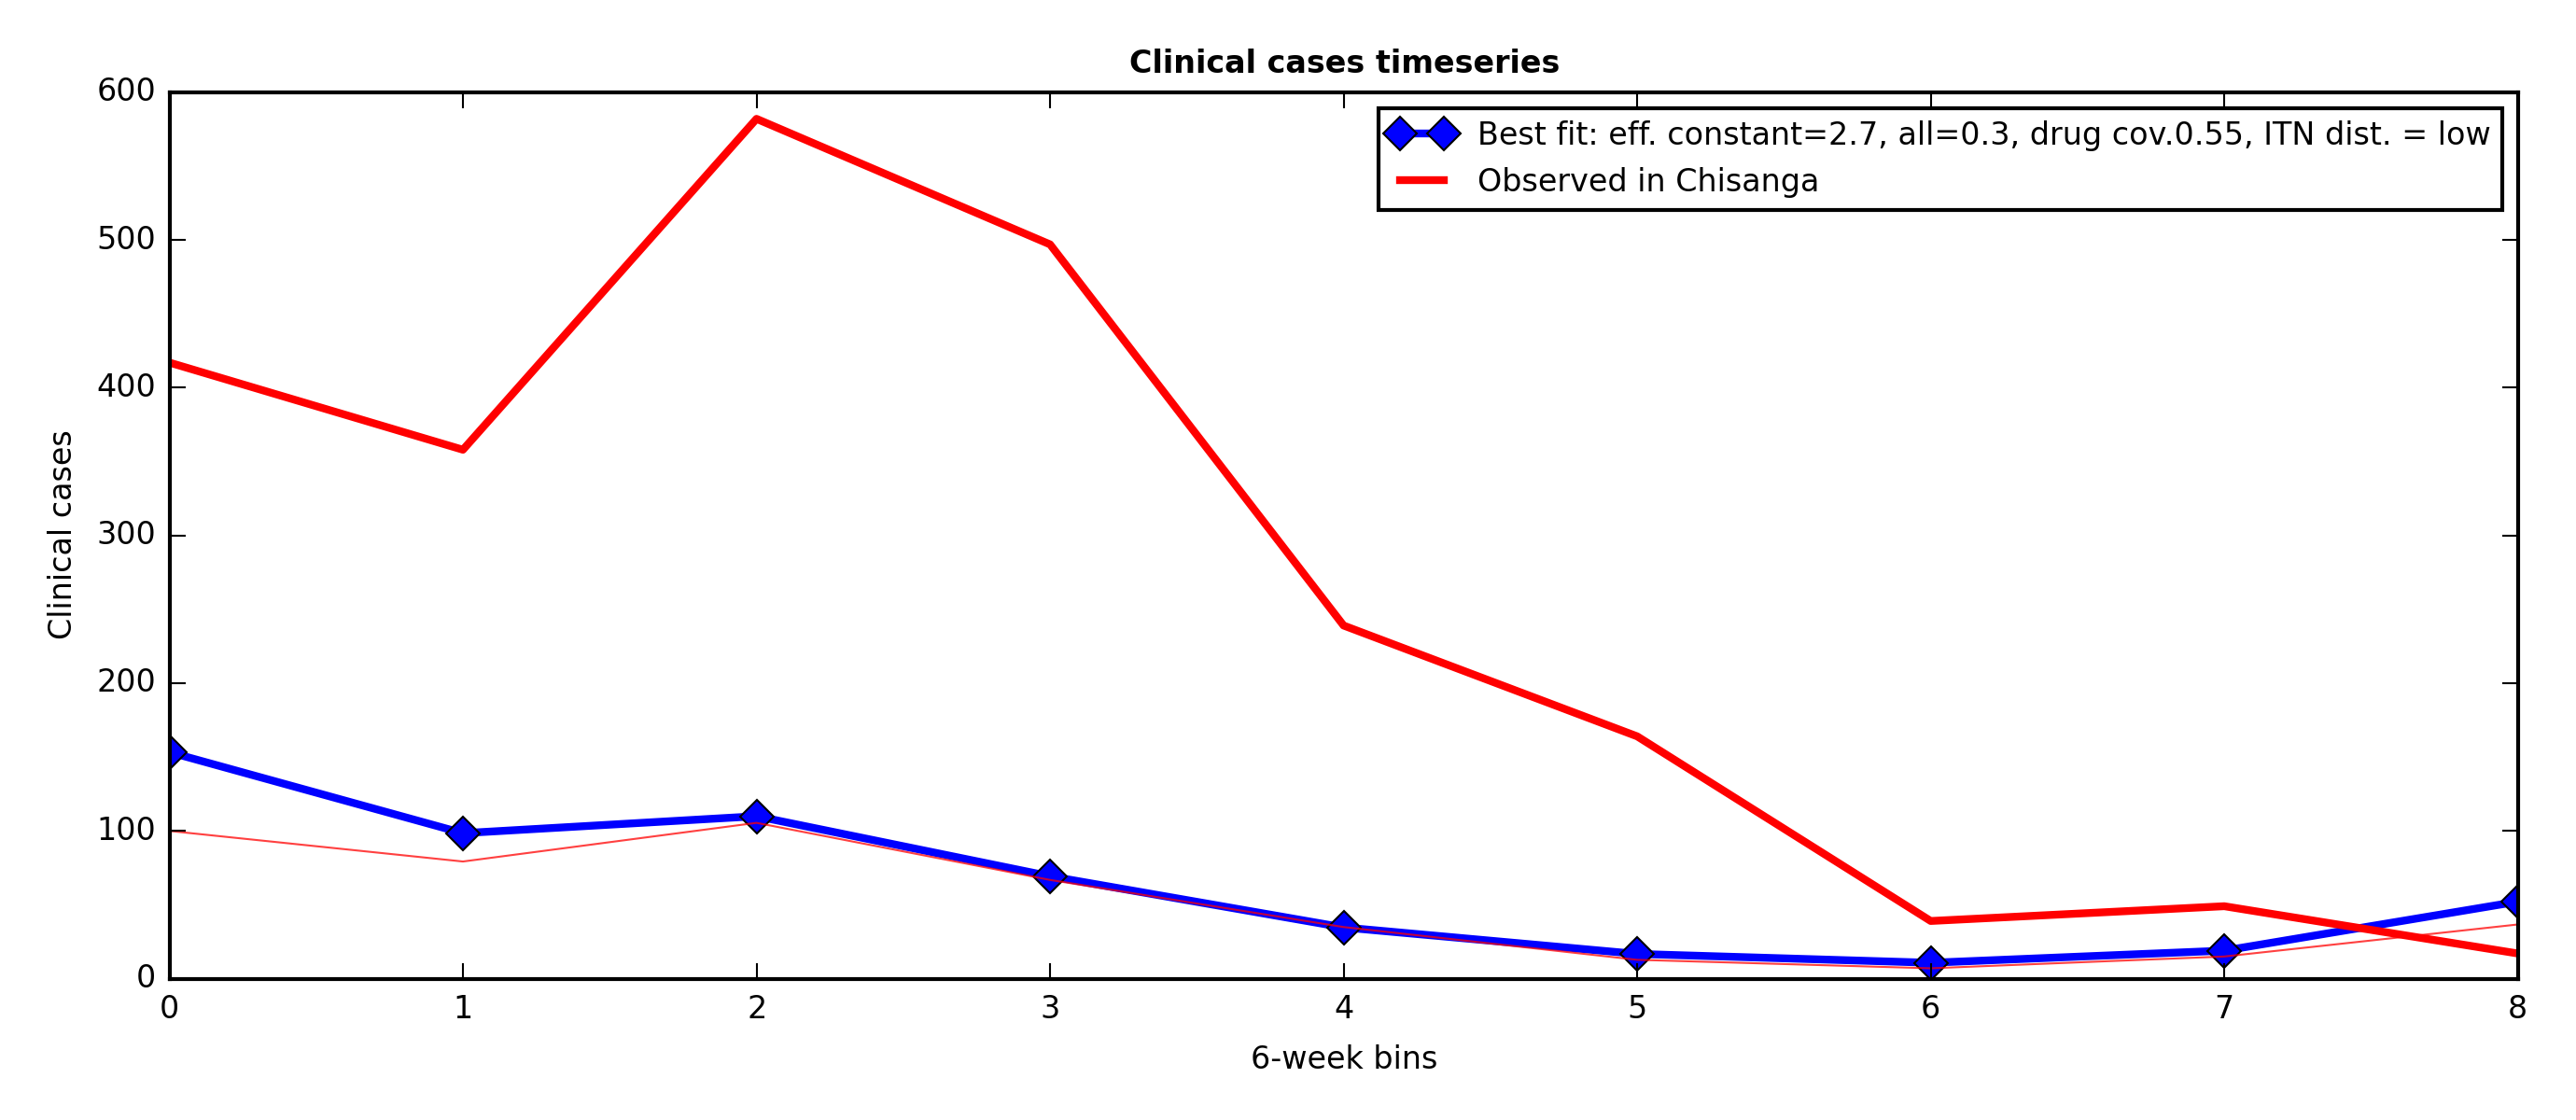 Clinical cases timeseries
Best fit: eff. constant=2.7, all=0.3, drug cov.0.55, ITN dist. = low
Observed in Chisanga
Clinical cases
600
500
400
300
200
100
0
0 1 2 3 4 5 6 7 8
6-week bins